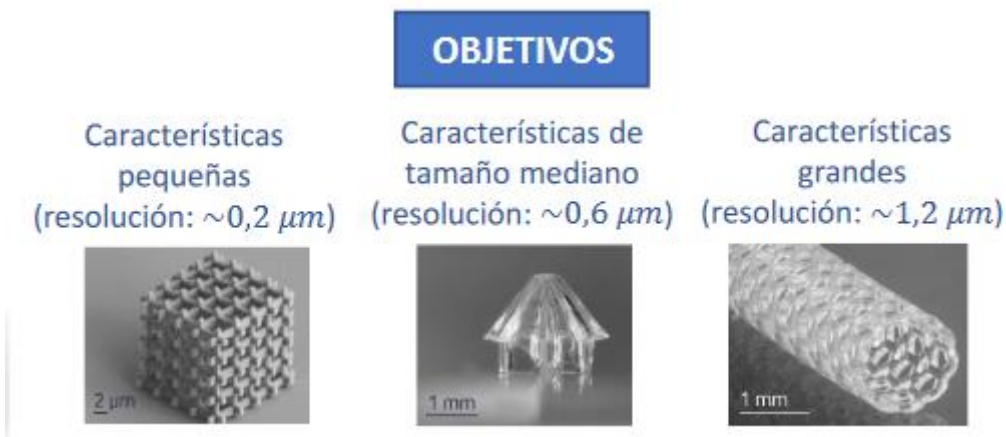 OBJETIVOS
Características
pequeñas
(resolución: ~0,2 μm)
Características de
tamaño mediano
(resolución: ~0,6 μm)
Características
grandes
(resolución: ~1,2 μm)
2 μm
1 mm
1 mm